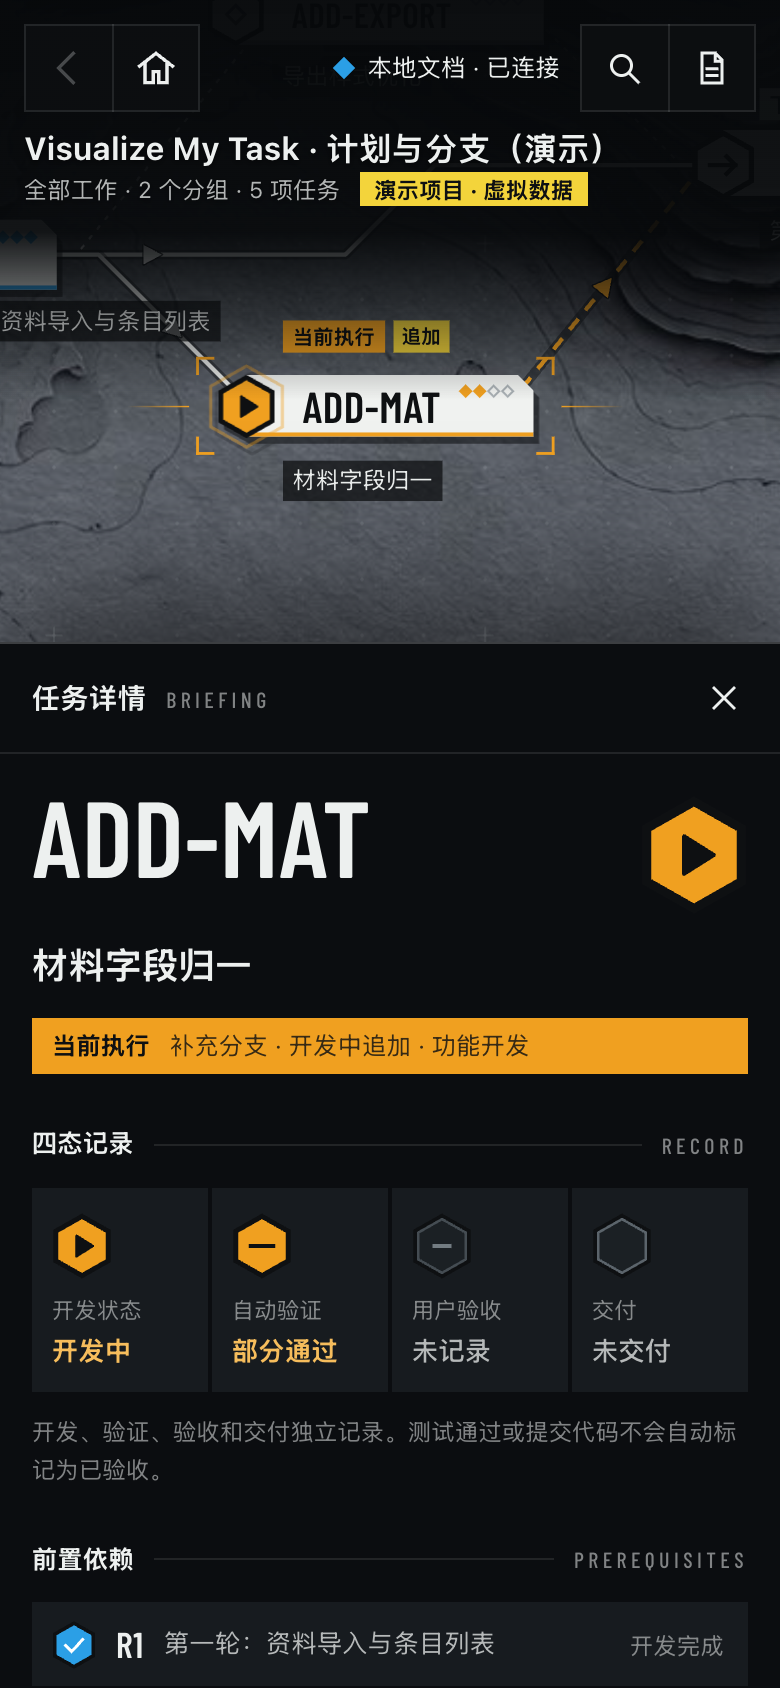 ADD-EXPORT
本地文档 · 已连接
Visualize My Task · 计划与分支（演示）
全部工作 · 2 个分组 · 5 项任务
演示项目 · 虚拟数据
资料导入与条目列表
当前执行 追加
ADD-MAT
材料字段归一
任务详情 BRIEFING
ADD-MAT
材料字段归一
当前执行 补充分支 · 开发中追加 · 功能开发
四态记录 RECORD
开发状态 自动验证 用户验收 交付
开发中 部分通过 未记录 未交付
开发、验证、验收和交付独立记录。测试通过或提交代码不会自动标
记为已验收。
前置依赖 PREREQUISITES
R1 第一轮：资料导入与条目列表 开发完成